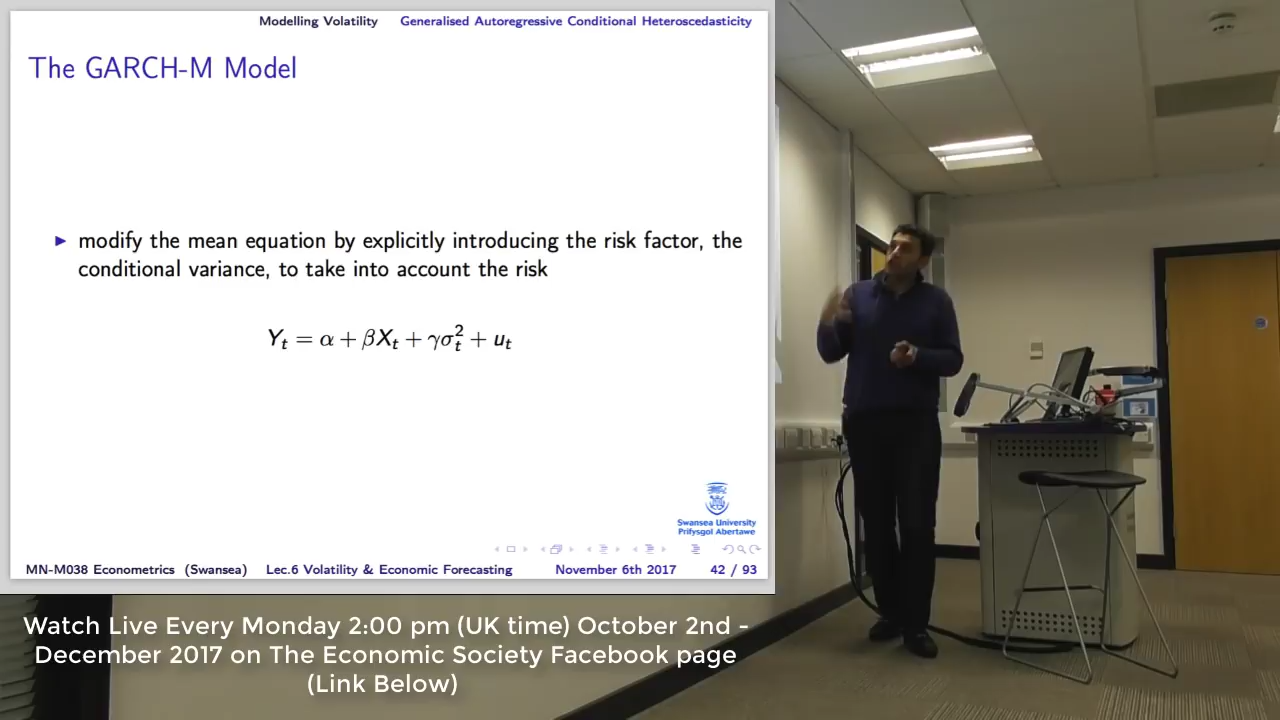 Modelling Volatility Generalised Autoregressive Conditional Heteroscedasticity
The GARCH-M Model
modify the mean equation by explicitly introducing the risk factor, the
conditional variance, to take into account the risk
Yₜ = α + βXₜ + γσₜ² + uₜ
Swansea University
Prifysgol Abertawe
MN-M038 Econometrics (Swansea) Lec.6 Volatility & Economic Forecasting November 6th 2017 42 / 93
Watch Live Every Monday 2:00 pm (UK time) October 2nd -
December 2017 on The Economic Society Facebook page
(Link Below)